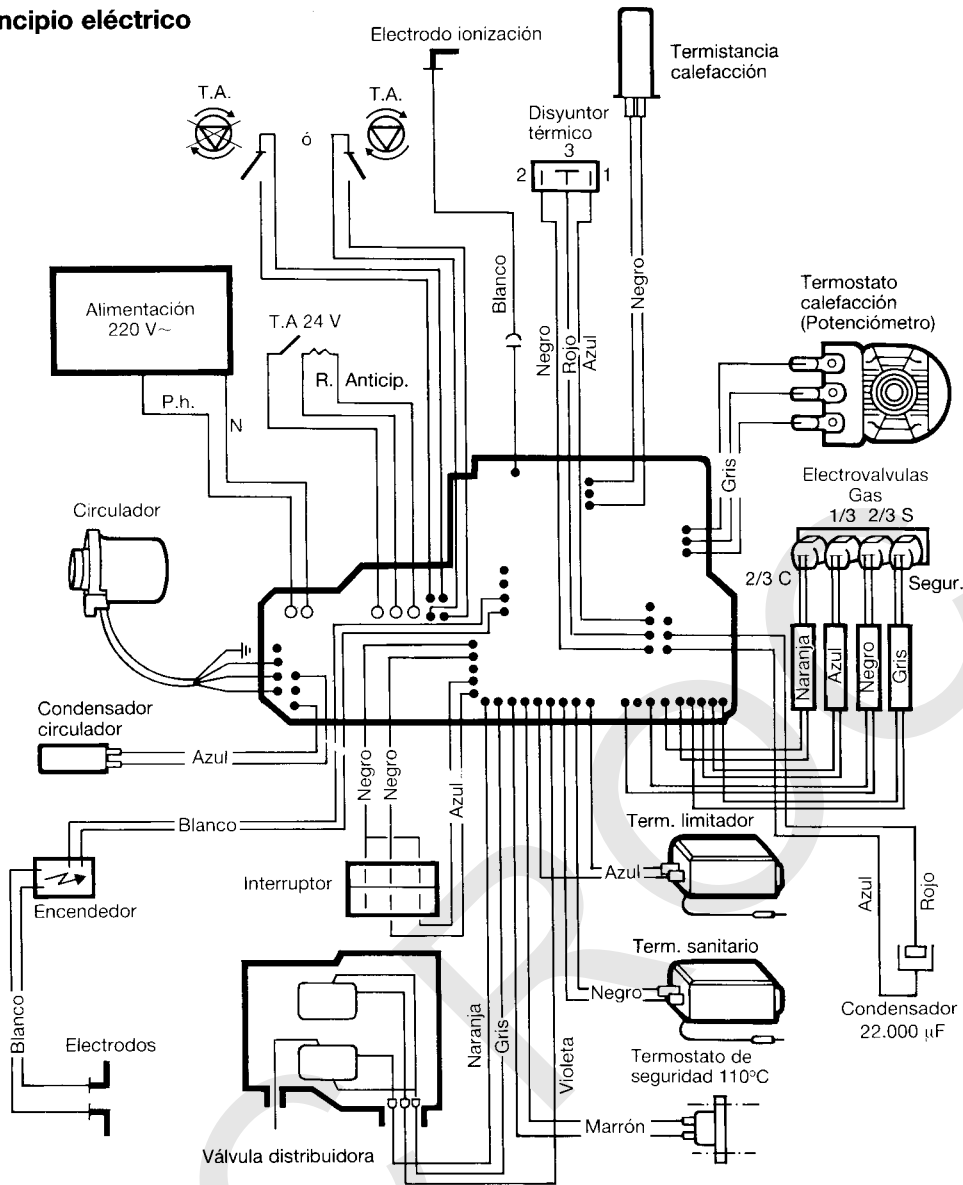 ncipio eléctrico
Electrodo ionización
Termistancia
calefacción
T.A.
ó
T.A.
Disyuntor
térmico
3
2
1
Alimentación
220 V~
T.A 24 V
R. Anticip.
P.h.
N
Blanco
Negro
Rojo
Azul
Negro
Termostato
calefacción
(Potenciómetro)
Gris
Electrovalvulas
Gas
1/3 2/3 S
2/3 C
Segur.
Naranja
Azul
Negro
Gris
Circulador
Condensador
circulador
Azul
Negro
Negro
Azul
Blanco
Encendedor
Interruptor
Term. limitador
Azul
Azul
Rojo
Term. sanitario
Negro
Condensador
22.000 µF
Blanco
Electrodos
Naranja
Gris
Violeta
Termostato de
seguridad 110°C
Marrón
Válvula distribuidora